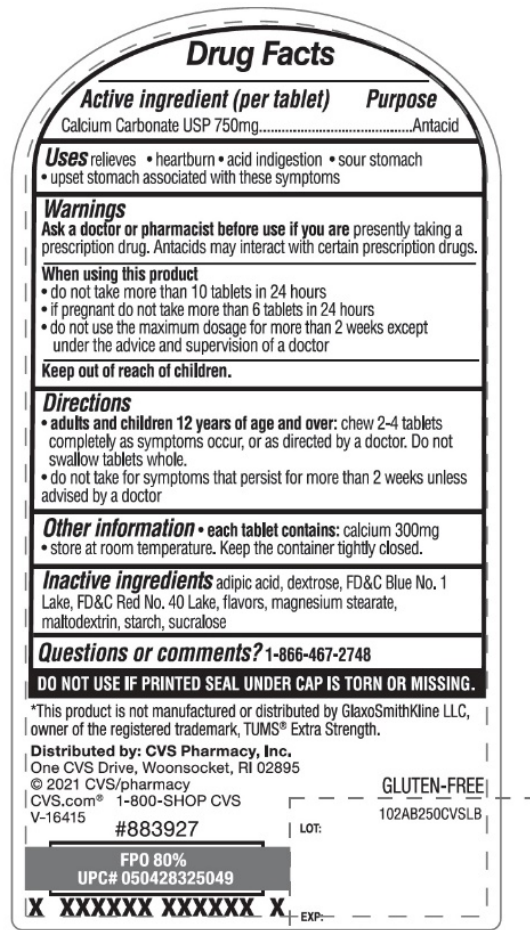 Drug Facts
Active ingredient (per tablet) Purpose
Calcium Carbonate USP 750mg..........................................Antacid
Uses relieves • heartburn • acid indigestion • sour stomach
• upset stomach associated with these symptoms
Warnings
Ask a doctor or pharmacist before use if you are presently taking a
prescription drug. Antacids may interact with certain prescription drugs.
When using this product
• do not take more than 10 tablets in 24 hours
• if pregnant do not take more than 6 tablets in 24 hours
• do not use the maximum dosage for more than 2 weeks except
under the advice and supervision of a doctor
Keep out of reach of children.
Directions
• adults and children 12 years of age and over: chew 2-4 tablets
completely as symptoms occur, or as directed by a doctor. Do not
swallow tablets whole.
• do not take for symptoms that persist for more than 2 weeks unless
advised by a doctor
Other information • each tablet contains: calcium 300mg
• store at room temperature. Keep the container tightly closed.
Inactive ingredients adipic acid, dextrose, FD&C Blue No. 1
Lake, FD&C Red No. 40 Lake, flavors, magnesium stearate,
maltodextrin, starch, sucralose
Questions or comments? 1-866-467-2748
DO NOT USE IF PRINTED SEAL UNDER CAP IS TORN OR MISSING.
*This product is not manufactured or distributed by GlaxoSmithKline LLC,
owner of the registered trademark, TUMS® Extra Strength.
Distributed by: CVS Pharmacy, Inc.
One CVS Drive, Woonsocket, RI 02895
© 2021 CVS/pharmacy
CVS.com® 1-800-SHOP CVS
V-16415
#883927
FPO 80%
UPC# 050428325049
X XXXXXX XXXXXX X
GLUTEN-FREE
102AB250CVSLB
LOT:
EXP: